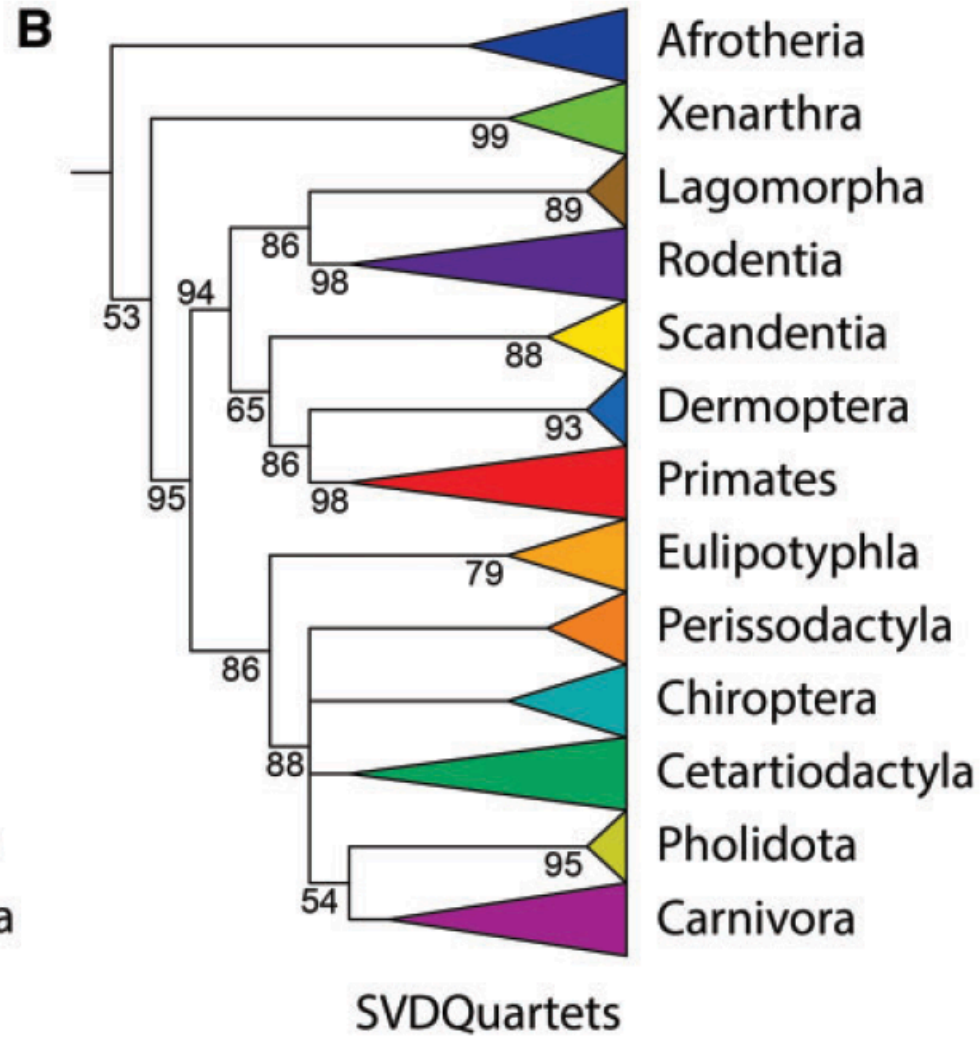 B
Afrotheria
Xenarthra
99
Lagomorpha
89
86
Rodentia
98
94
53
Scandentia
88
65
Dermoptera
93
86
Primates
98
95
Eulipotyphla
79
Perissodactyla
86
Chiroptera
88
Cetartiodactyla
Pholidota
95
54
a
Carnivora
SVDQuartets